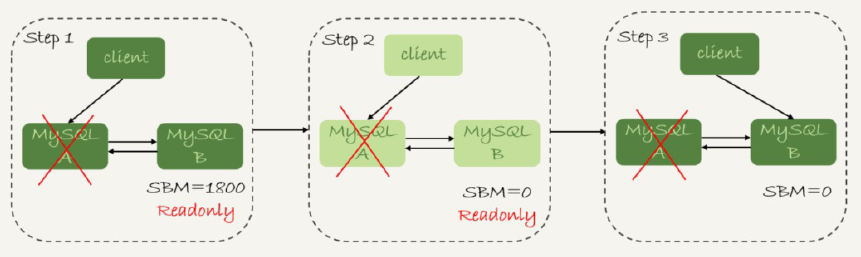 Step 1
client
MySQL
A
MySQL
B
SBM=1800
Readonly
Step 2
client
MySQL
A
MySQL
B
SBM=0
Readonly
Step 3
client
MySQL
A
MySQL
B
SBM=0